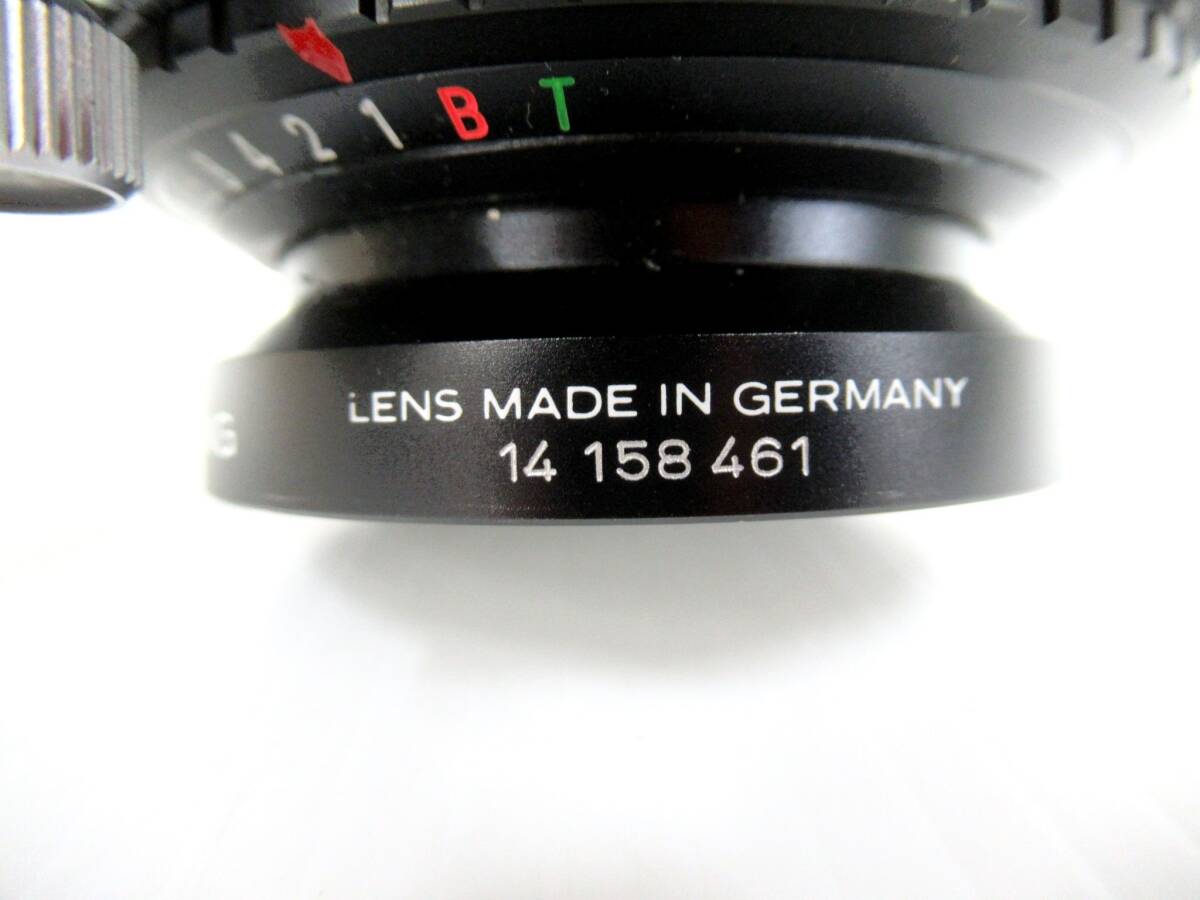 4 2 1 B T
LENS MADE IN GERMANY
14 158 461